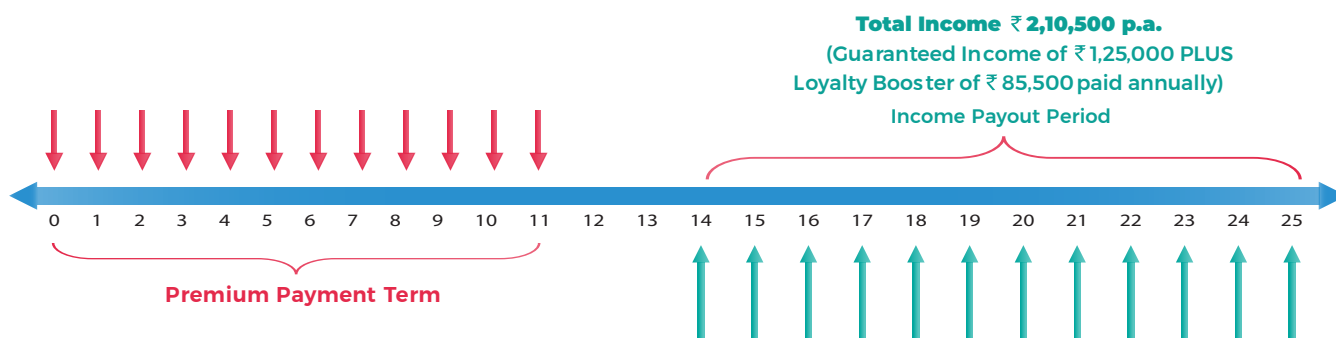 Total Income ₹ 2,10,500 p.a.
(Guaranteed Income of ₹ 1,25,000 PLUS
Loyalty Booster of ₹ 85,500 paid annually)
Income Payout Period
0 1 2 3 4 5 6 7 8 9 10 11 12 13 14 15 16 17 18 19 20 21 22 23 24 25
Premium Payment Term